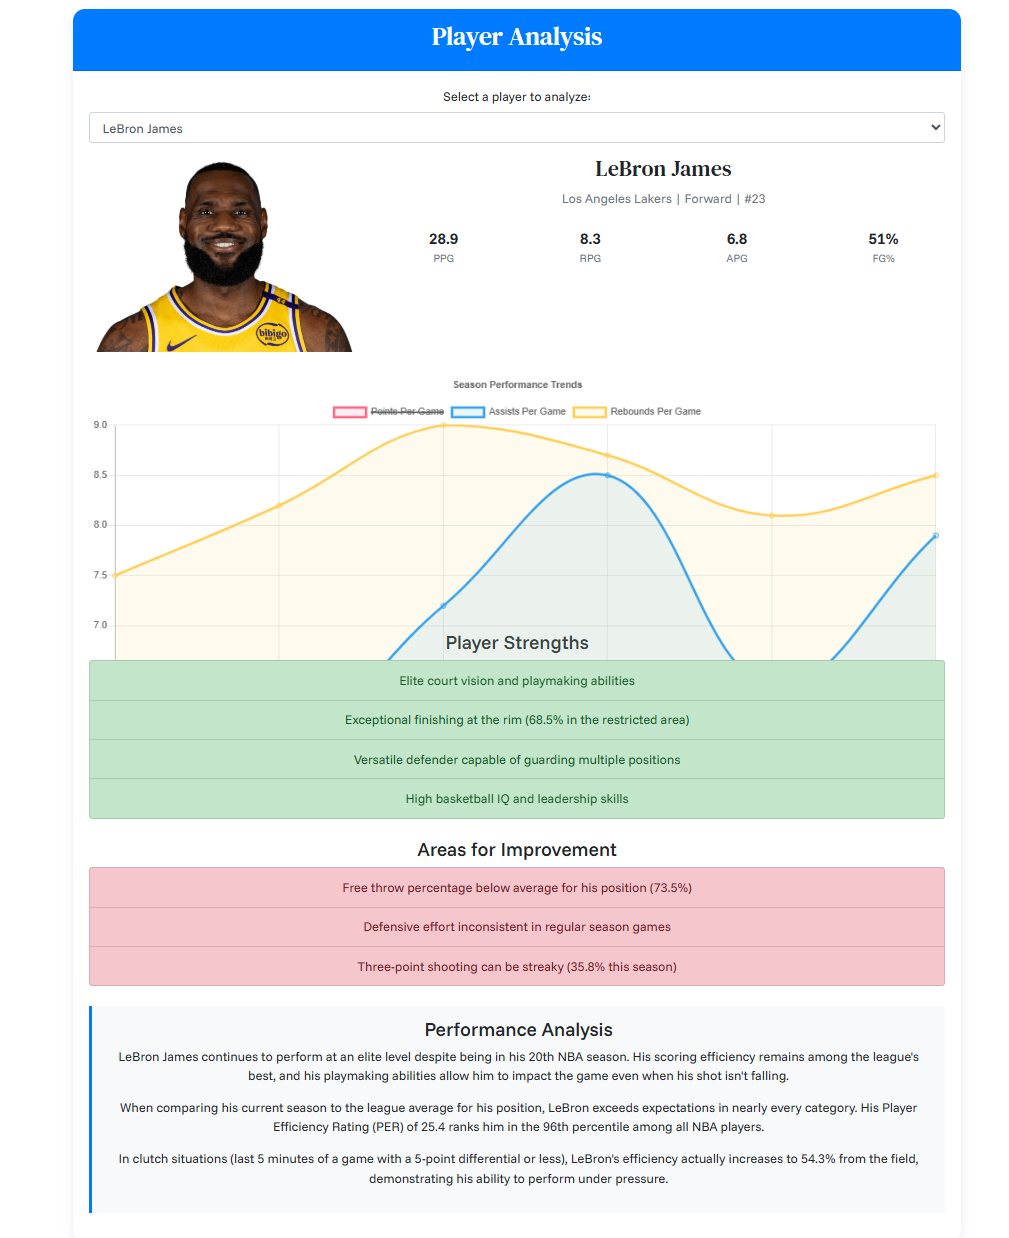 Player Analysis
Select a player to analyze:
LeBron James
LeBron James
Los Angeles Lakers | Forward | #23
28.9 8.3 6.8 51%
PPG RPG APG FG%
bibigo
Season Performance Trends
Points Per Game Assists Per Game Rebounds Per Game
9.0
8.5
8.0
7.5
7.0
Player Strengths
Elite court vision and playmaking abilities
Exceptional finishing at the rim (68.5% in the restricted area)
Versatile defender capable of guarding multiple positions
High basketball IQ and leadership skills
Areas for Improvement
Free throw percentage below average for his position (73.5%)
Defensive effort inconsistent in regular season games
Three-point shooting can be streaky (35.8% this season)
Performance Analysis
LeBron James continues to perform at an elite level despite being in his 20th NBA season. His scoring efficiency remains among the league's
best, and his playmaking abilities allow him to impact the game even when his shot isn't falling.
When comparing his current season to the league average for his position, LeBron exceeds expectations in nearly every category. His Player
Efficiency Rating (PER) of 25.4 ranks him in the 96th percentile among all NBA players.
In clutch situations (last 5 minutes of a game with a 5-point differential or less), LeBron's efficiency actually increases to 54.3% from the field,
demonstrating his ability to perform under pressure.